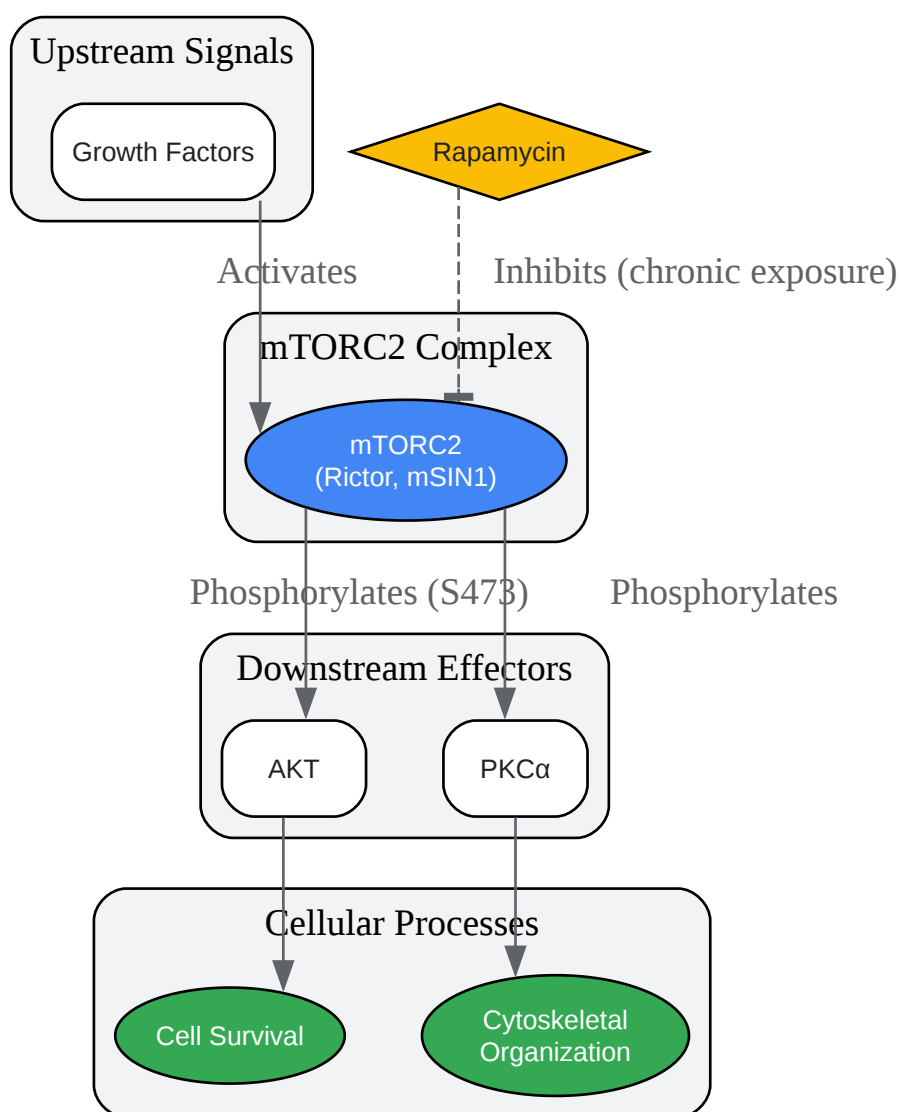 Upstream Signals
Growth Factors
Rapamycin
Activates
Inhibits (chronic exposure)
mTORC2 Complex
mTORC2
(Rictor, mSIN1)
Phosphorylates (S473)
Phosphorylates
Downstream Effectors
AKT
PKCα
Cellular Processes
Cell Survival
Cytoskeletal
Organization